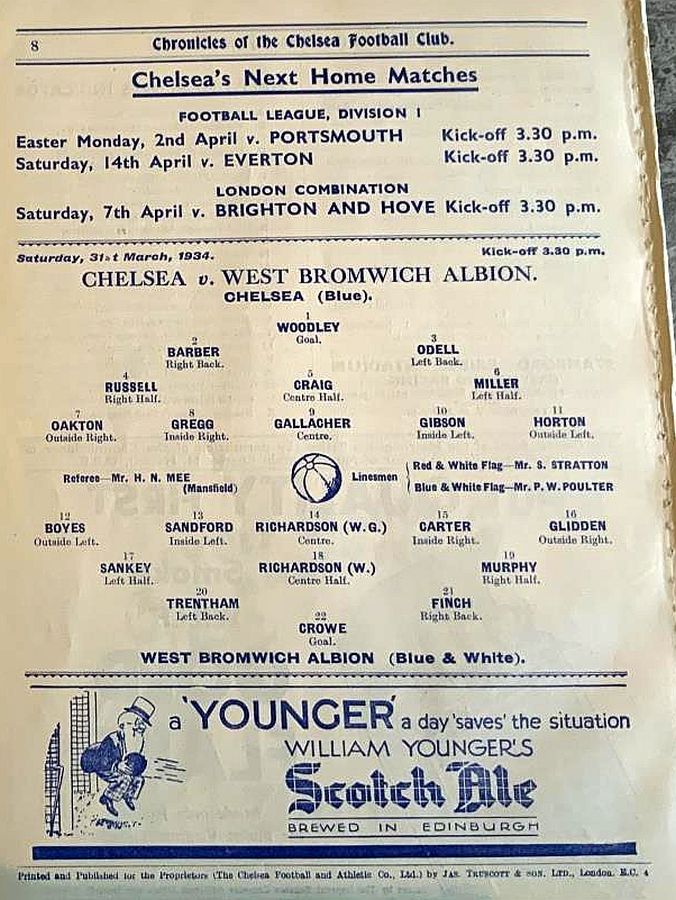 8
Chronicles of the Chelsea Football Club.
Chelsea's Next Home Matches
FOOTBALL LEAGUE, DIVISION I
Easter Monday, 2nd April v. PORTSMOUTH Kick-off 3.30 p.m.
Saturday, 14th April v. EVERTON Kick-off 3.30 p.m.
LONDON COMBINATION
Saturday, 7th April v. BRIGHTON AND HOVE Kick-off 3.30 p.m.
Saturday, 31st March, 1934. Kick-off 3.30 p.m.
CHELSEA v. WEST BROMWICH ALBION.
CHELSEA (Blue).
1
WOODLEY
Goal.
2 3
BARBER ODELL
Right Back. Left Back.
4 5 6
RUSSELL CRAIG MILLER
Right Half. Centre Half. Left Half.
7 8 9 10 11
OAKTON GREGG GALLACHER GIBSON HORTON
Outside Right. Inside Right. Centre. Inside Left. Outside Left.
Referee—Mr. H. N. MEE
(Mansfield)
Linesmen
Red & White Flag—Mr. S. STRATTON
Blue & White Flag—Mr. P. W. POULTER
12 13 14 15 16
BOYES SANDFORD RICHARDSON (W.G.) CARTER GLIDDEN
Outside Left. Inside Left. Centre. Inside Right. Outside Right.
17 18 19
SANKEY RICHARDSON (W.) MURPHY
Left Half. Centre Half. Right Half.
20 21
TRENTHAM FINCH
Left Back. Right Back.
22
CROWE
Goal.
WEST BROMWICH ALBION (Blue & White).
a 'YOUNGER' a day 'saves' the situation
WILLIAM YOUNGER'S
Scotch Ale
BREWED IN EDINBURGH
Printed and Published for the Proprietors (The Chelsea Football and Athletic Co., Ltd.) by JAS. TRUSCOTT & SON, LTD., London, E.C. 4